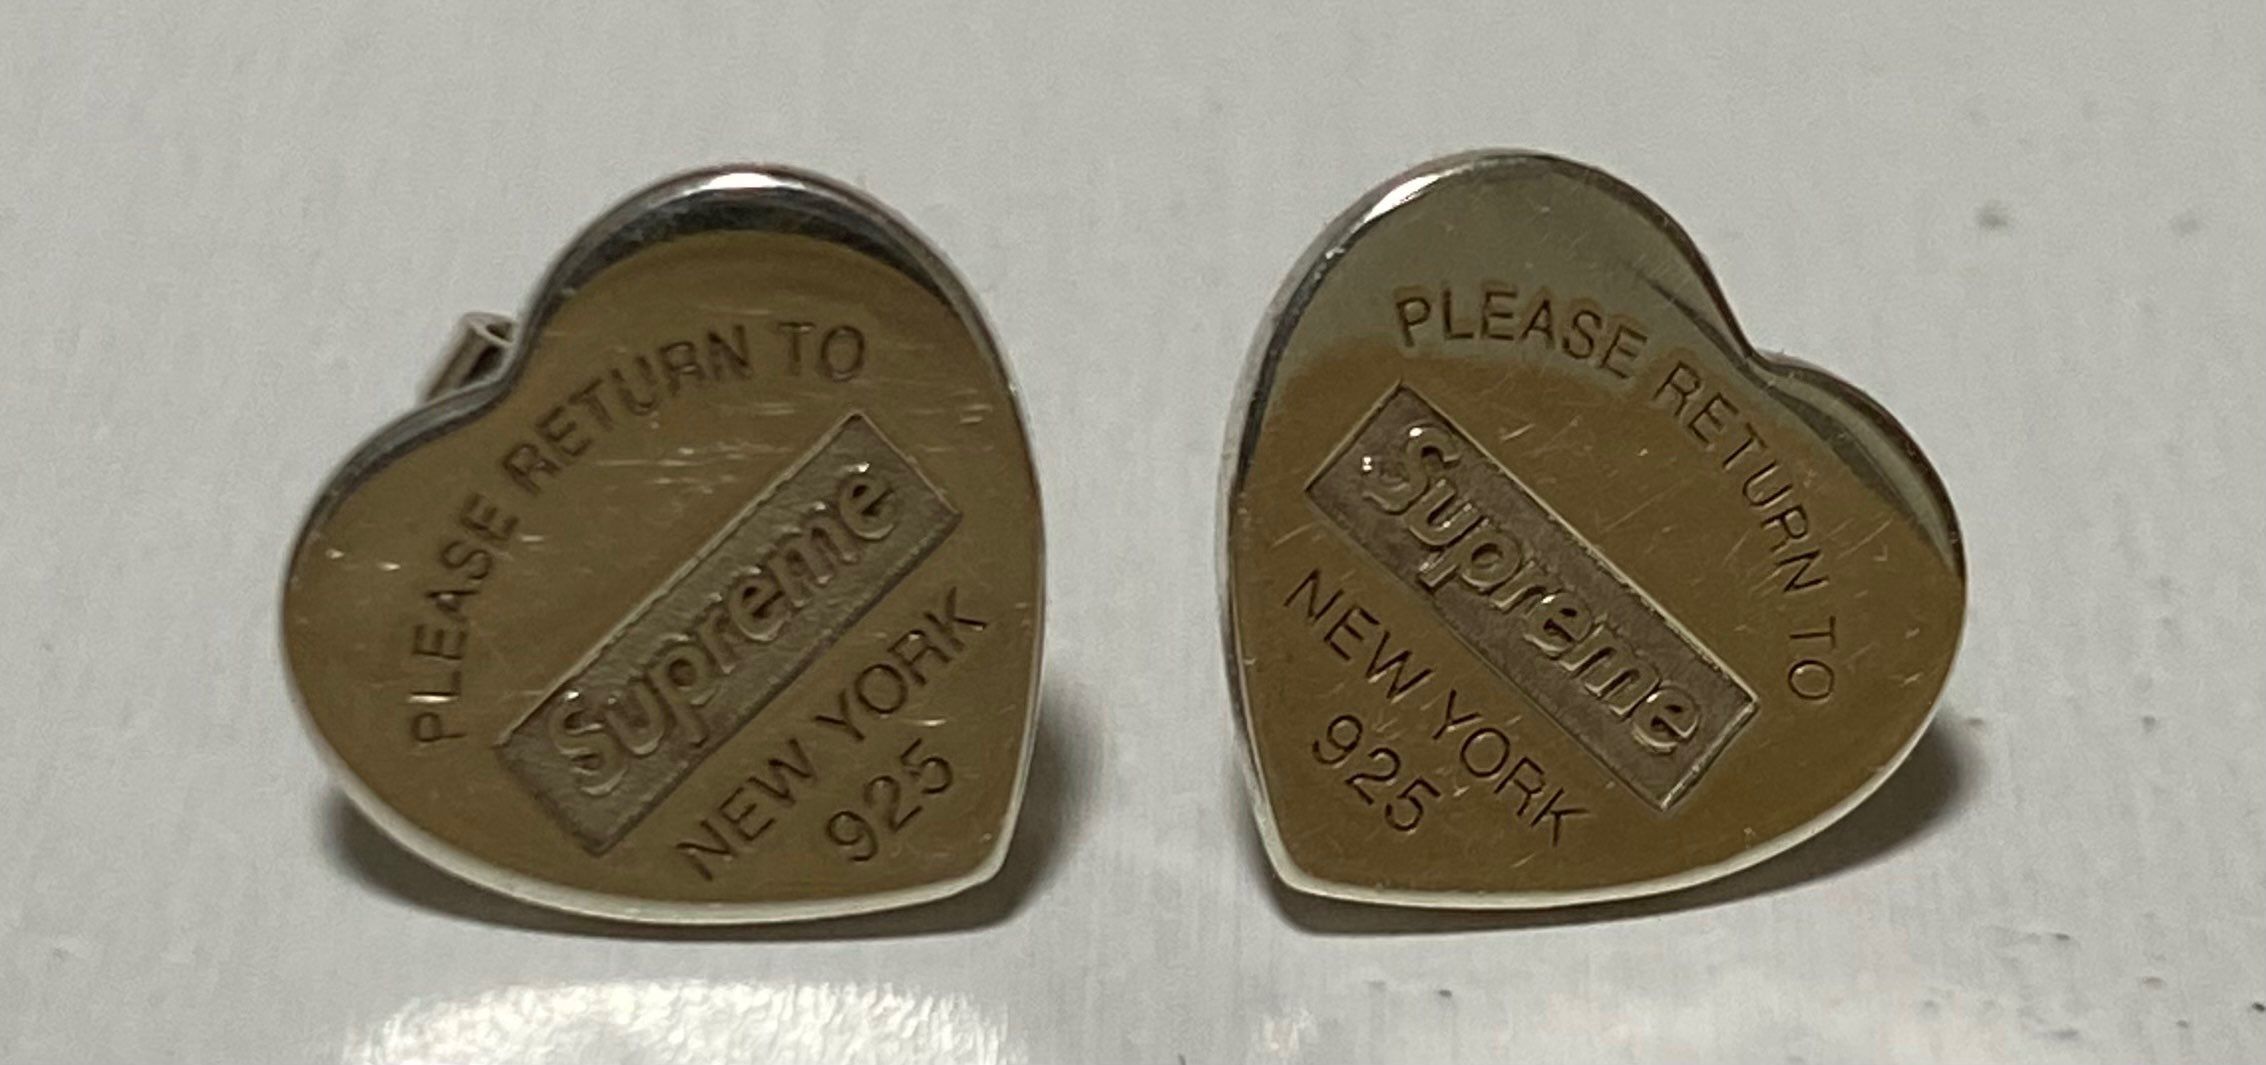 PLEASE RETURN TO
Supreme
NEW YORK
925
PLEASE RETURN TO
Supreme
NEW YORK
925